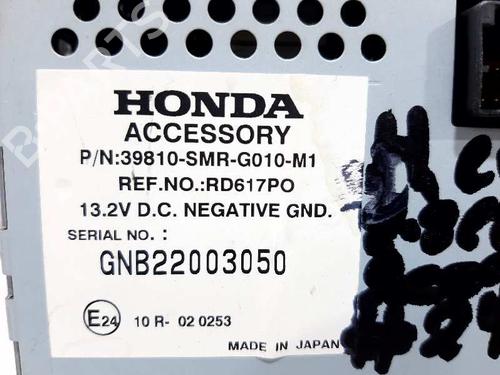 HONDA
ACCESSORY
P/N:39810-SMR-G010-M1
REF.NO.:RD617PO
13.2V D.C. NEGATIVE GND.
SERIAL NO. :
GNB22003050
E24 10 R- 02 0253
MADE IN JAPAN